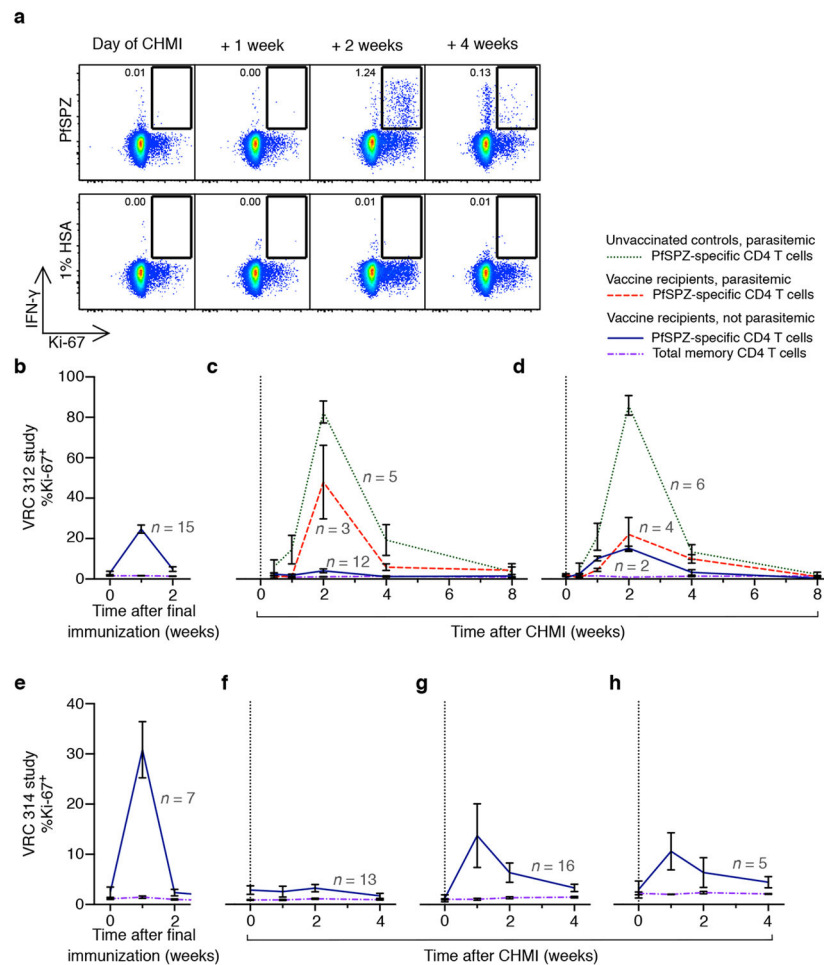 a
Day of CHMI + 1 week + 2 weeks + 4 weeks
PfSPZ
0.01 0.00 1.24 0.13
1% HSA
0.00 0.00 0.01 0.01
IFN-γ
Ki-67
Unvaccinated controls, parasitemic
PfSPZ-specific CD4 T cells
Vaccine recipients, parasitemic
PfSPZ-specific CD4 T cells
Vaccine recipients, not parasitemic
PfSPZ-specific CD4 T cells
Total memory CD4 T cells
b c d
VRC 312 study
%Ki-67+
100
80
60
40
20
0
n = 15
n = 5
n = 3
n = 12
n = 6
n = 4
n = 2
0 2 0 2 4 6 8 0 2 4 6 8
Time after final
immunization (weeks)
Time after CHMI (weeks)
e f g h
VRC 314 study
%Ki-67+
40
30
20
10
0
n = 7
n = 13
n = 16
n = 5
0 2 0 2 4 0 2 4 0 2 4
Time after final
immunization (weeks)
Time after CHMI (weeks)